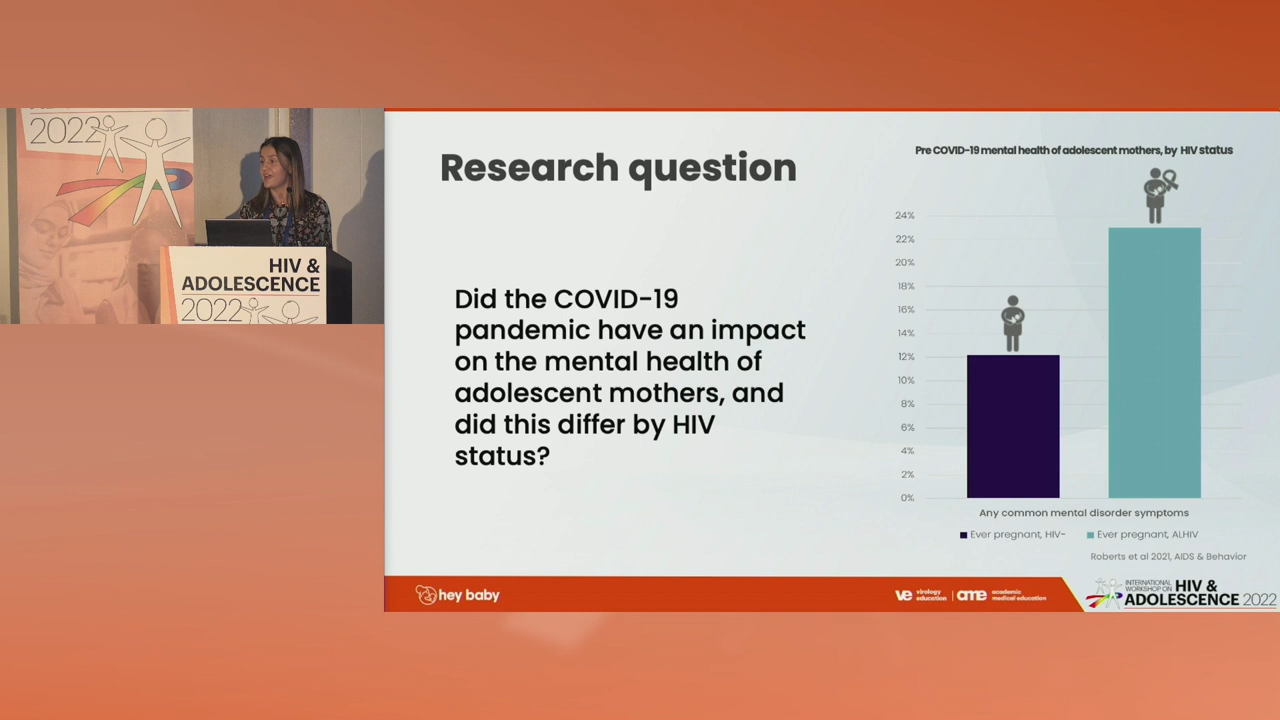 2022
HIV &
ADOLESCENCE
2022
Research question
Did the COVID-19
pandemic have an impact
on the mental health of
adolescent mothers, and
did this differ by HIV
status?
Pre COVID-19 mental health of adolescent mothers, by HIV status
24%
22%
20%
18%
16%
14%
12%
10%
8%
6%
4%
2%
0%
Any common mental disorder symptoms
Ever pregnant, HIV- Ever pregnant, ALHIV
Roberts et al 2021, AIDS & Behavior
hey baby
ve virology education | ame academic medical education
INTERNATIONAL WORKSHOP ON HIV &
ADOLESCENCE 2022